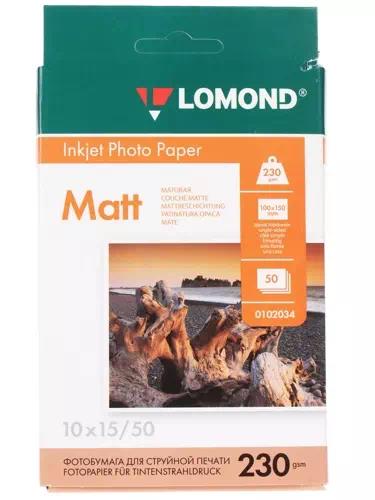 LOMOND
Inkjet Photo Paper
230
gsm
Matt
МАТОВАЯ
COUCHE MATTE
MATTBESCHICHTUNG
PATINATURA OPACA
MATE
100x150
50
0102034
10x15/50
ФОТОБУМАГА ДЛЯ СТРУЙНОЙ ПЕЧАТИ
FOTOPAPIER FÜR TINTENSTRAHLDRUCK
230 gsm